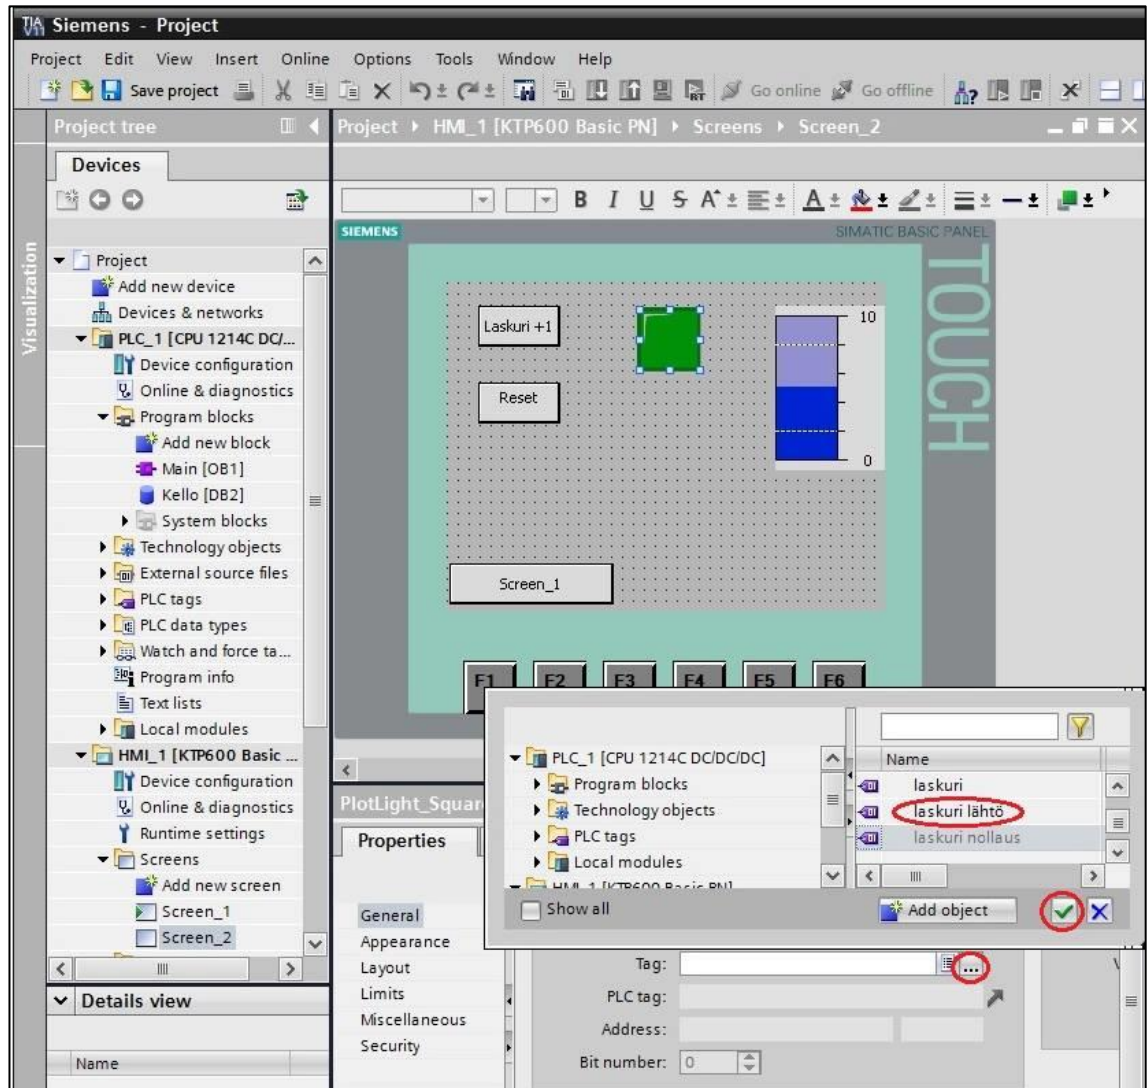 Siemens - Project
Project Edit View Insert Online Options Tools Window Help
Save project Go online Go offline
Project tree
Project HMI_1 [KTP600 Basic PN] Screens Screen_2
Devices
B I U S A A
Visualization
SIEMENS
SIMATIC BASIC PANEL
TOUCH
Project
Add new device
Devices & networks
PLC_1 [CPU 1214C DC/...
Device configuration
Online & diagnostics
Program blocks
Add new block
Main [OB1]
Kello [DB2]
System blocks
Technology objects
External source files
PLC tags
PLC data types
Watch and force ta...
Program info
Text lists
Local modules
HMI_1 [KTP600 Basic ...
Device configuration
Online & diagnostics
Runtime settings
Screens
Add new screen
Screen_1
Screen_2
Details view
Name
Laskuri +1
Reset
10
0
Screen_1
F1 F2 F3 F4 F5 F6
PLC_1 [CPU 1214C DC/DC/DC]
Program blocks
Technology objects
PLC tags
Local modules
HMI_1 [KTP600 Basic PN]
Name
laskuri
laskuri lähtö
laskuri nollaus
Show all
Add object
PlotLight_Squar
Properties
General
Appearance
Layout
Limits
Miscellaneous
Security
Tag:
...
PLC tag:
Address:
Bit number: 0